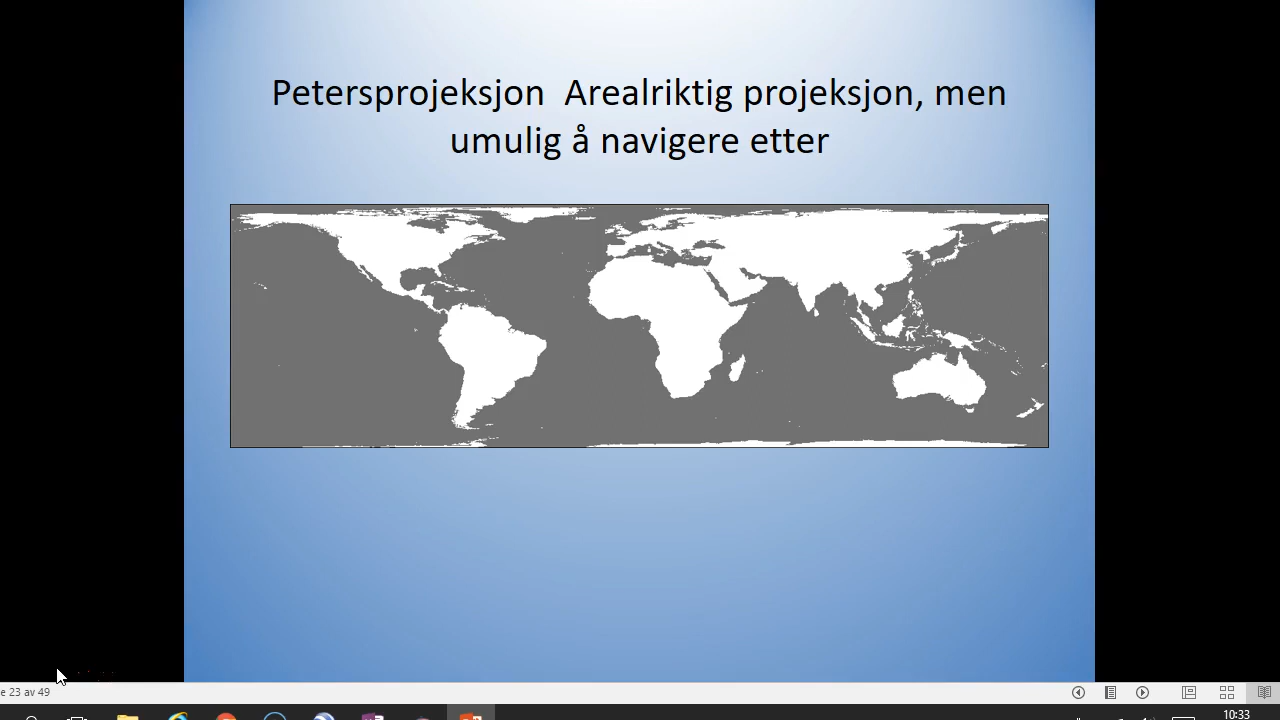 Petersprojeksjon  Arealriktig projeksjon, men
umulig å navigere etter
e 23 av 49
10:33